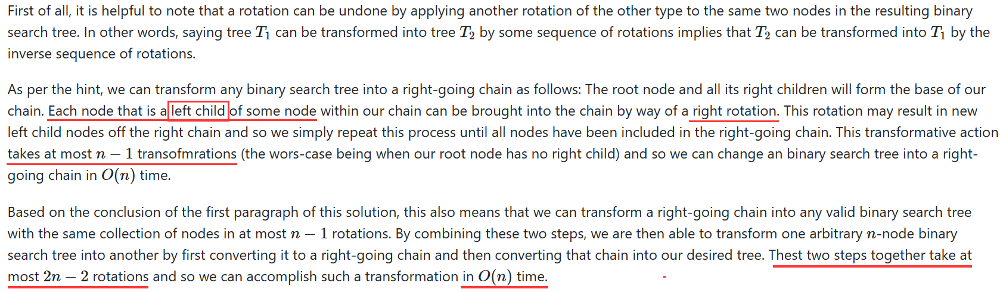 First of all, it is helpful to note that a rotation can be undone by applying another rotation of the other type to the same two nodes in the resulting binary
search tree. In other words, saying tree T₁ can be transformed into tree T₂ by some sequence of rotations implies that T₂ can be transformed into T₁ by the
inverse sequence of rotations.
As per the hint, we can transform any binary search tree into a right-going chain as follows: The root node and all its right children will form the base of our
chain. Each node that is a left child of some node within our chain can be brought into the chain by way of a right rotation. This rotation may result in new
left child nodes off the right chain and so we simply repeat this process until all nodes have been included in the right-going chain. This transformative action
takes at most n − 1 transofmrations (the wors-case being when our root node has no right child) and so we can change an binary search tree into a right-
going chain in O(n) time.
Based on the conclusion of the first paragraph of this solution, this also means that we can transform a right-going chain into any valid binary search tree
with the same collection of nodes in at most n − 1 rotations. By combining these two steps, we are then able to transform one arbitrary n-node binary
search tree into another by first converting it to a right-going chain and then converting that chain into our desired tree. Thest two steps together take at
most 2n − 2 rotations and so we can accomplish such a transformation in O(n) time.